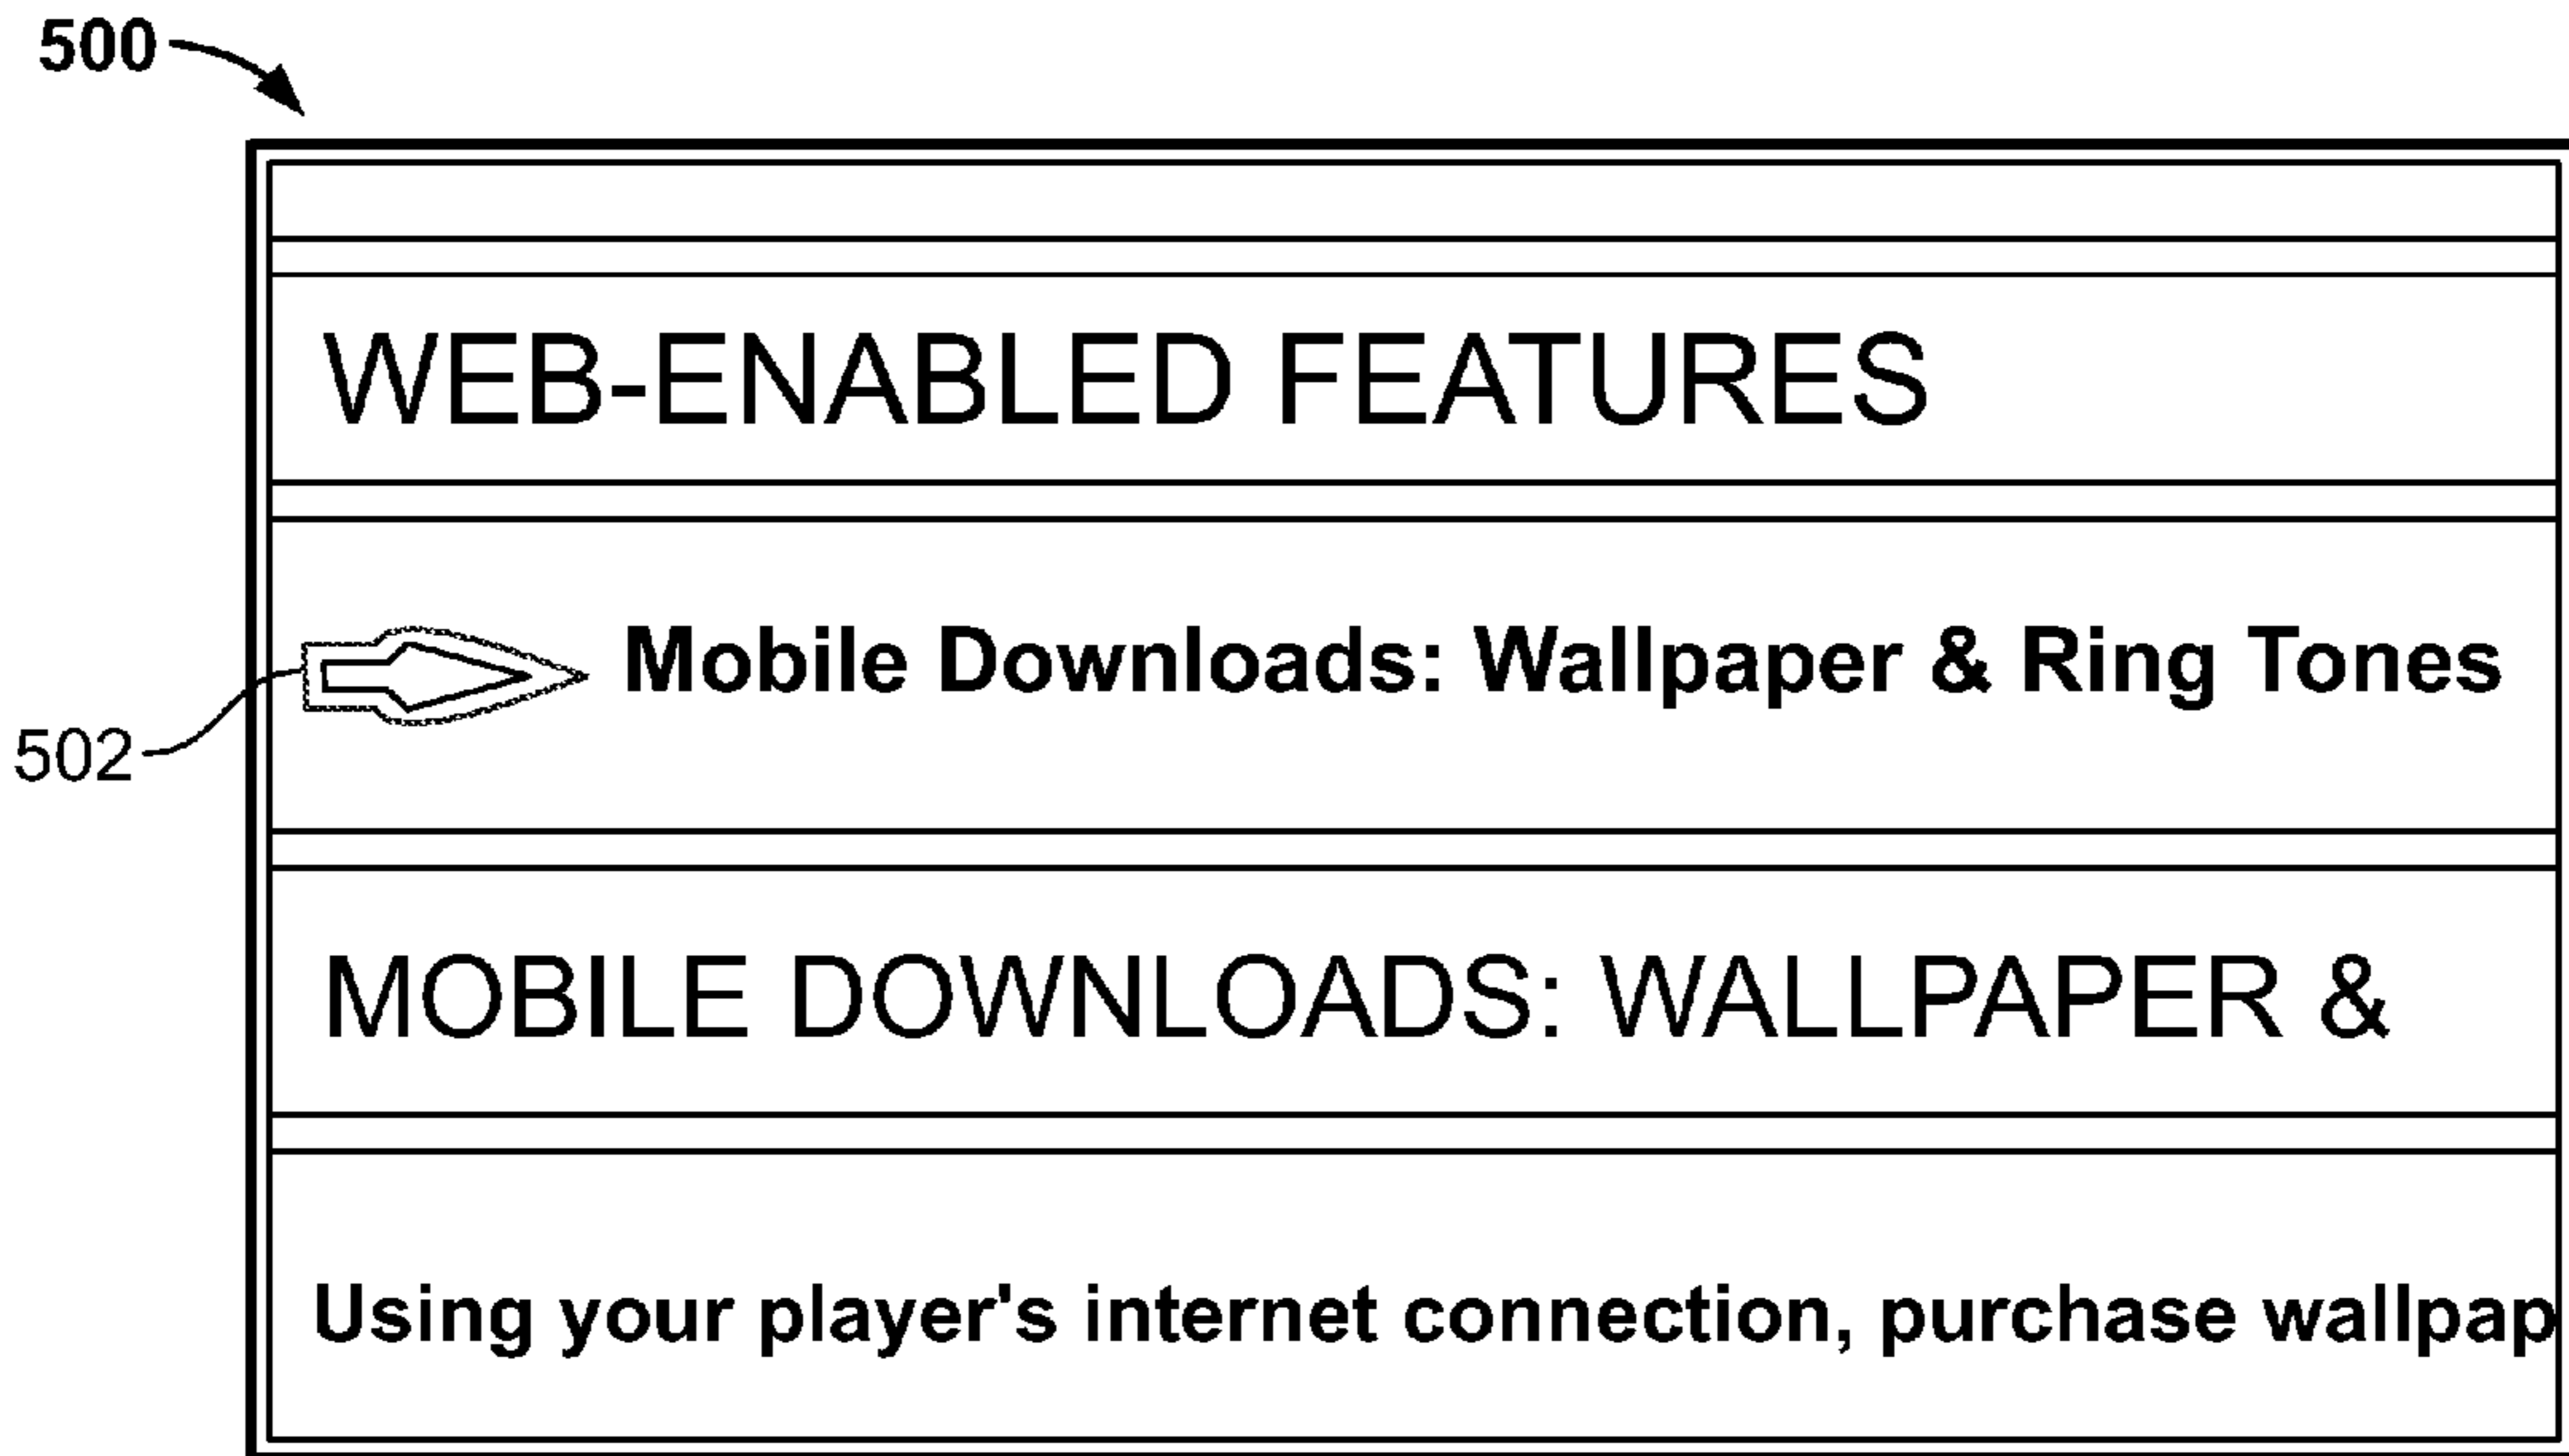 500
WEB-ENABLED FEATURES
Mobile Downloads: Wallpaper & Ring Tones
502
MOBILE DOWNLOADS: WALLPAPER &
Using your player's internet connection, purchase wallpap